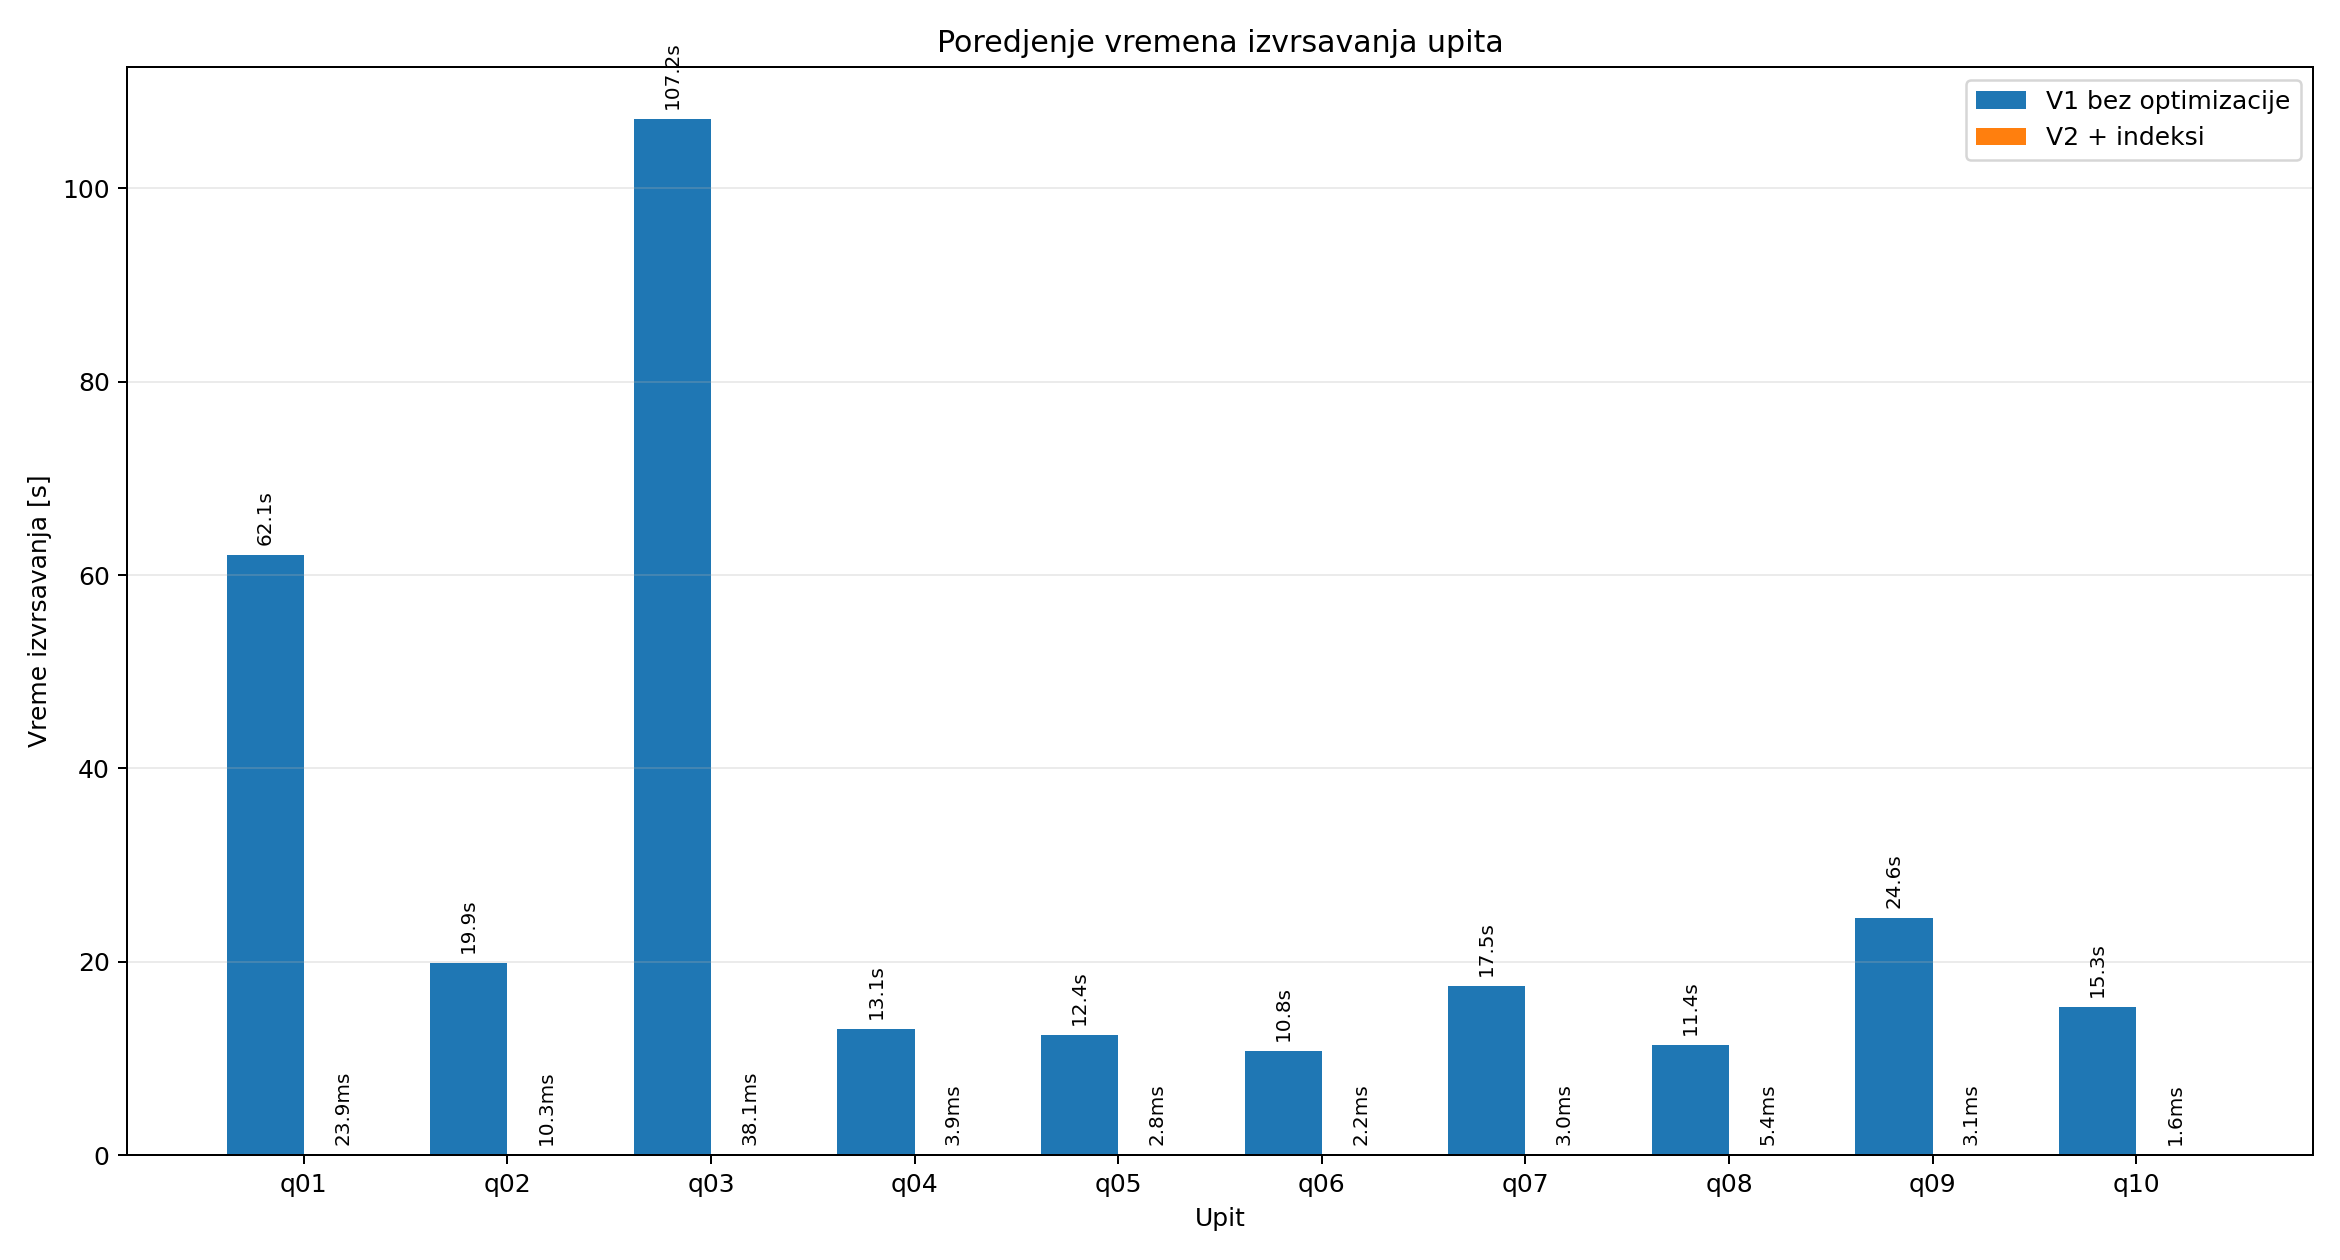 Poredjenje vremena izvrsavanja upita
V1 bez optimizacije
V2 + indeksi
Vreme izvrsavanja [s]
100
80
60
40
20
0
62.1s
23.9ms
19.9s
10.3ms
107.2s
38.1ms
13.1s
3.9ms
12.4s
2.8ms
10.8s
2.2ms
17.5s
3.0ms
11.4s
5.4ms
24.6s
3.1ms
15.3s
1.6ms
q01 q02 q03 q04 q05 q06 q07 q08 q09 q10
Upit